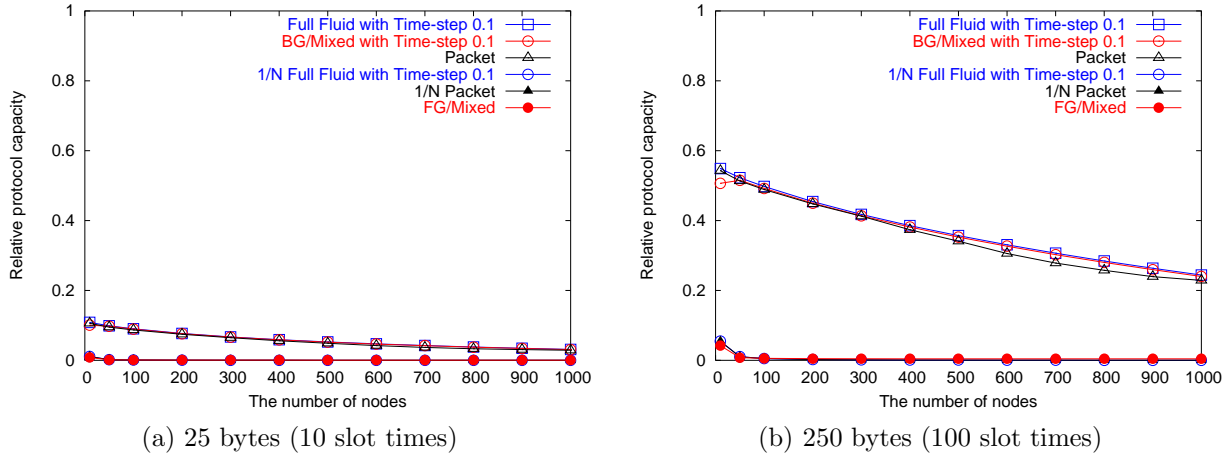 Relative protocol capacity
1
0.8
0.6
0.4
0.2
0
Full Fluid with Time-step 0.1
BG/Mixed with Time-step 0.1
Packet
1/N Full Fluid with Time-step 0.1
1/N Packet
FG/Mixed
0 100 200 300 400 500 600 700 800 900 1000
The number of nodes
(a) 25 bytes (10 slot times)
Relative protocol capacity
1
0.8
0.6
0.4
0.2
0
Full Fluid with Time-step 0.1
BG/Mixed with Time-step 0.1
Packet
1/N Full Fluid with Time-step 0.1
1/N Packet
FG/Mixed
0 100 200 300 400 500 600 700 800 900 1000
The number of nodes
(b) 250 bytes (100 slot times)